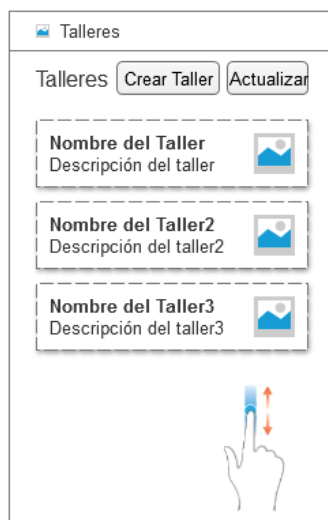 Talleres
Talleres Crear Taller Actualizar
Nombre del Taller
Descripción del taller
Nombre del Taller2
Descripción del taller2
Nombre del Taller3
Descripción del taller3